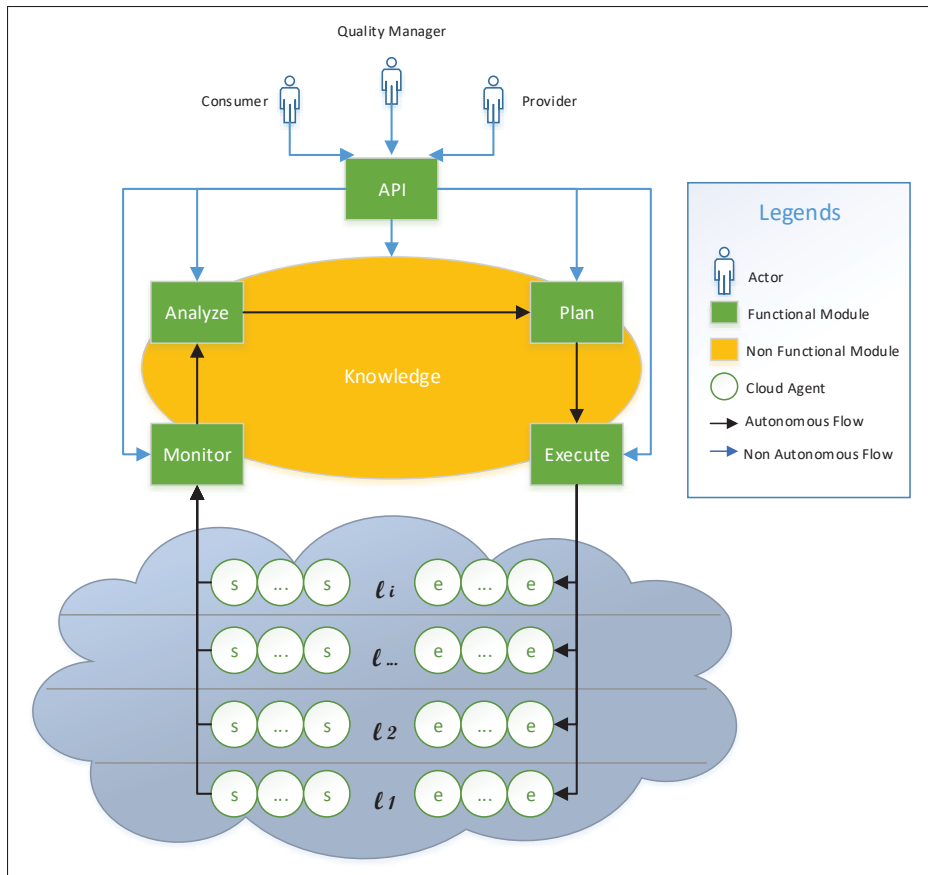 Quality Manager
Consumer
Provider
API
Legends
Actor
Analyze
Plan
Functional Module
Non Functional Module
Knowledge
Cloud Agent
Autonomous Flow
Monitor
Execute
Non Autonomous Flow
s ... s ℓi e ... e
s ... s ℓ... e ... e
s ... s ℓ2 e ... e
s ... s ℓ1 e ... e